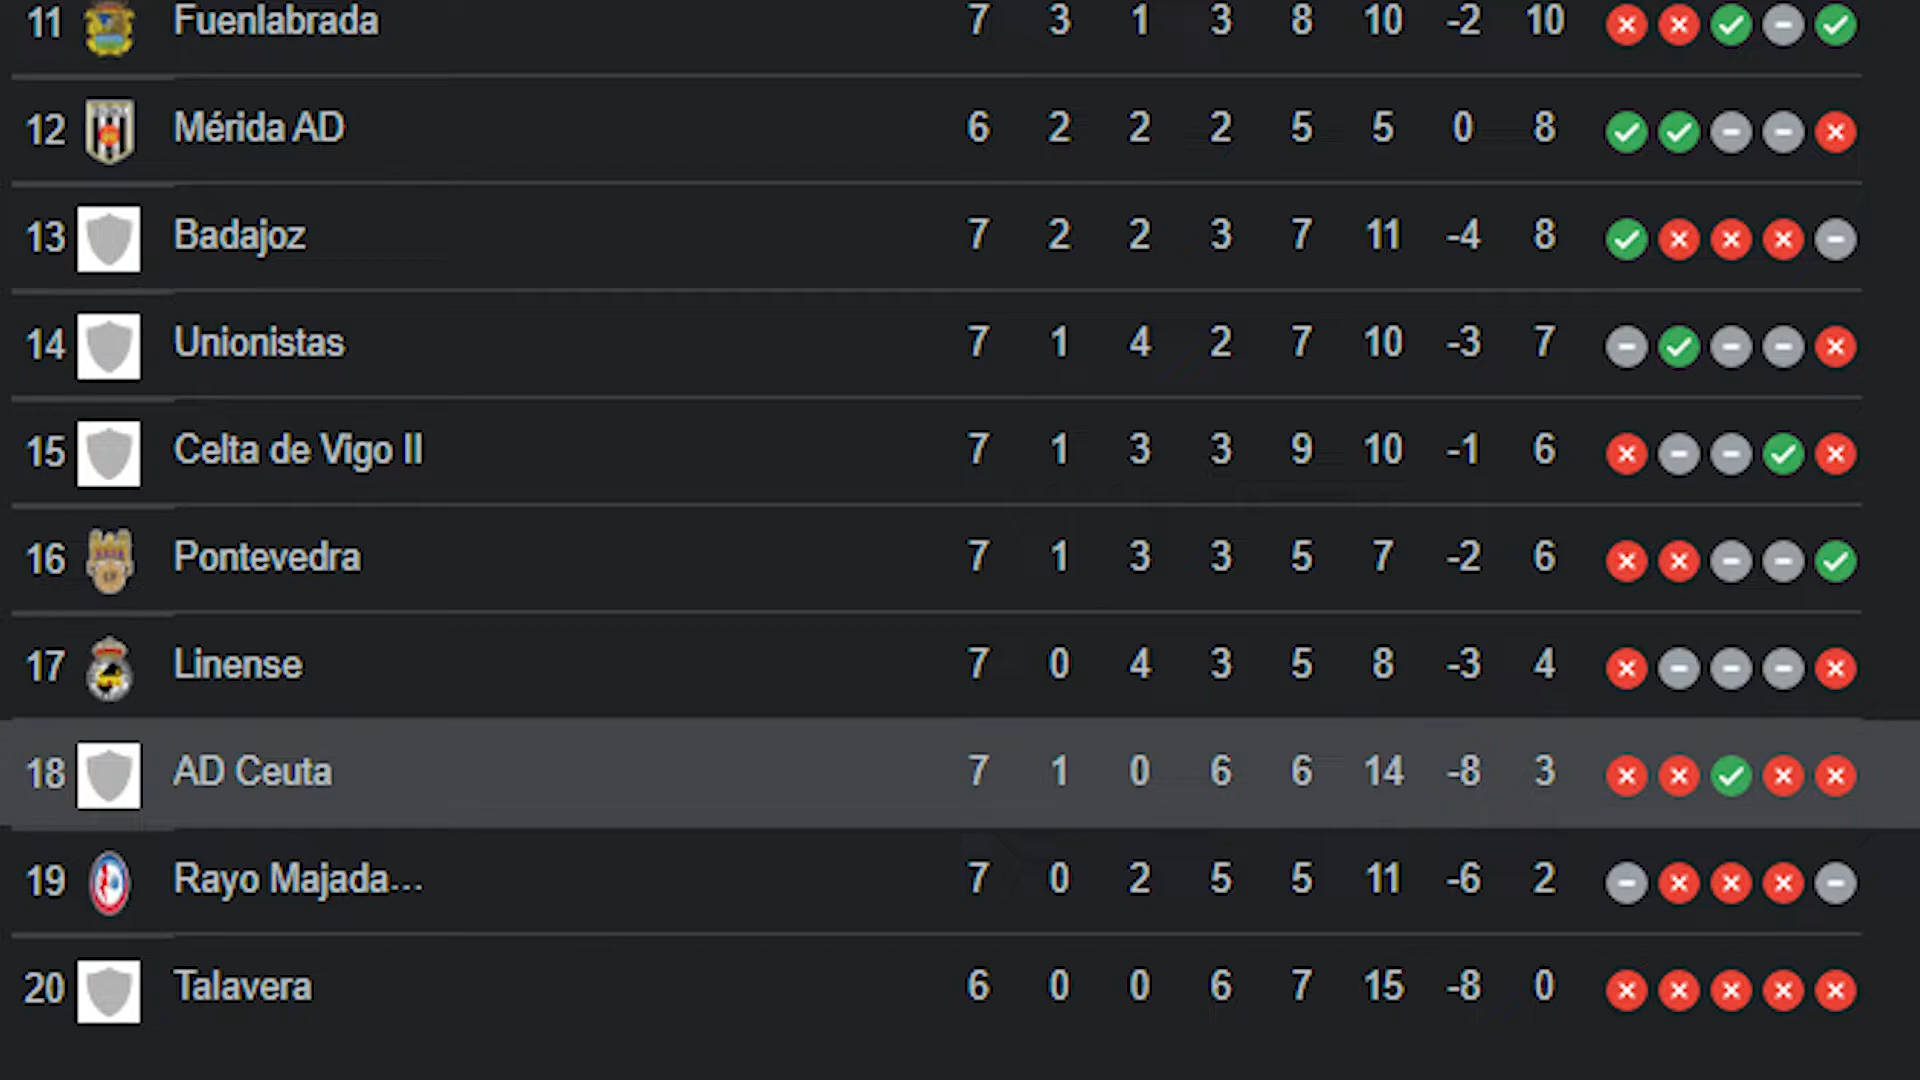 11 Fuenlabrada 7 3 1 3 8 10 -2 10
12 Mérida AD 6 2 2 2 5 5 0 8
13 Badajoz 7 2 2 3 7 11 -4 8
14 Unionistas 7 1 4 2 7 10 -3 7
15 Celta de Vigo II 7 1 3 3 9 10 -1 6
16 Pontevedra 7 1 3 3 5 7 -2 6
17 Linense 7 0 4 3 5 8 -3 4
18 AD Ceuta 7 1 0 6 6 14 -8 3
19 Rayo Majada... 7 0 2 5 5 11 -6 2
20 Talavera 6 0 0 6 7 15 -8 0